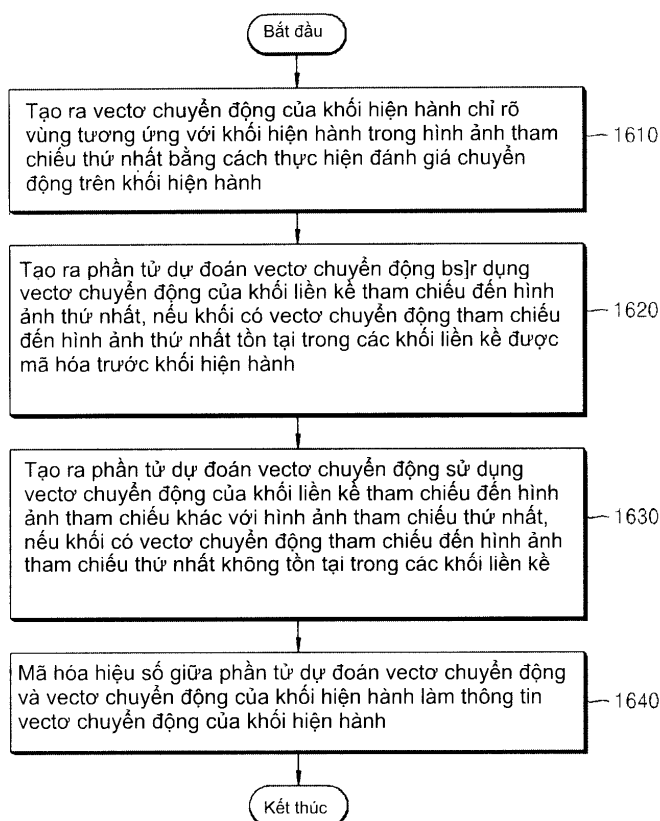 Bắt đầu
Tạo ra vectơ chuyển động của khối hiện hành chỉ rõ
vùng tương ứng với khối hiện hành trong hình ảnh tham
chiếu thứ nhất bằng cách thực hiện đánh giá chuyển
động trên khối hiện hành
1610
Tạo ra phần tử dự đoán vectơ chuyển động bs]r dụng
vectơ chuyển động của khối liền kề tham chiếu đến hình
ảnh thứ nhất, nếu khối có vectơ chuyển động tham chiếu
đến hình ảnh thứ nhất tồn tại trong các khối liền kề được
mã hóa trước khối hiện hành
1620
Tạo ra phần tử dự đoán vectơ chuyển động sử dụng
vectơ chuyển động của khối liền kề tham chiếu đến hình
ảnh tham chiếu khác với hình ảnh tham chiếu thứ nhất,
nếu khối có vectơ chuyển động tham chiếu đến hình ảnh
tham chiếu thứ nhất không tồn tại trong các khối liền kề
1630
Mã hóa hiệu số giữa phần tử dự đoán vectơ chuyển động
và vectơ chuyển động của khối hiện hành làm thông tin
vectơ chuyển động của khối hiện hành
1640
Kết thúc